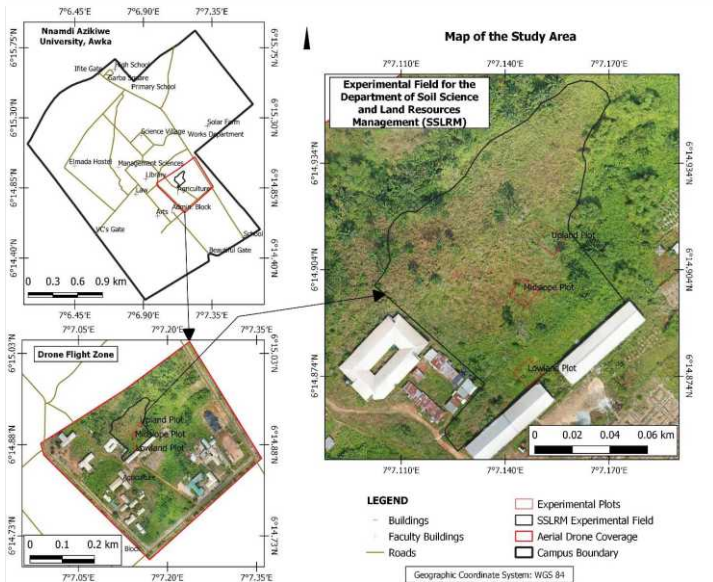 Map of the Study Area
7°6.45'E 7°6.90'E 7°7.35'E
Nnamdi Azikiwe
University, Awka
6°15.75'N 6°15.75'N
High School
Ifite Gate
Garba Square
Primary School
6°15.30'N 6°15.30'N
Solar Farm
Science Village
Works Department
Elmada Hostel
Management Sciences
Library
6°14.85'N 6°14.85'N
Law
Agriculture
Arts
Admin. Block
VC's Gate
School
Beautiful Gate
6°14.40'N 6°14.40'N
0 0.3 0.6 0.9 km
7°6.45'E 7°6.90'E 7°7.35'E
7°7.05'E 7°7.20'E 7°7.35'E
Drone Flight Zone
6°15.03'N 6°15.03'N
Upland Plot
Midslope Plot
Lowland Plot
6°14.88'N 6°14.88'N
Agriculture
6°14.73'N 6°14.73'N
Block
0 0.1 0.2 km
7°7.05'E 7°7.20'E 7°7.35'E
7°7.110'E 7°7.140'E 7°7.170'E
Experimental Field for the
Department of Soil Science
and Land Resources
Management (SSLRM)
6°14.934'N 6°14.934'N
Upland Plot
6°14.904'N 6°14.904'N
Midslope Plot
Lowland Plot
6°14.874'N 6°14.874'N
0 0.02 0.04 0.06 km
7°7.110'E 7°7.140'E 7°7.170'E
LEGEND
Buildings
Faculty Buildings
Roads
Experimental Plots
SSLRM Experimental Field
Aerial Drone Coverage
Campus Boundary
Geographic Coordinate System: WGS 84